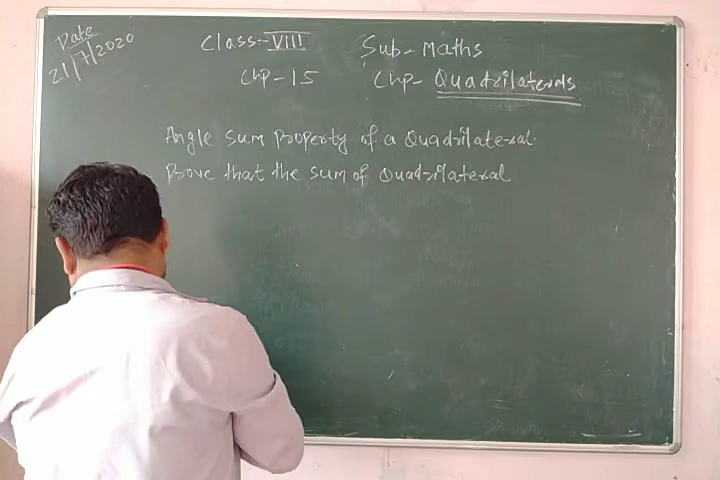 Date
21/7/2020
Class-VIII Sub- Maths
Chp-15 Chp- Quadrilaterals
Angle sum property of a Quadrilateral.
Prove that the sum of Quadrilateral